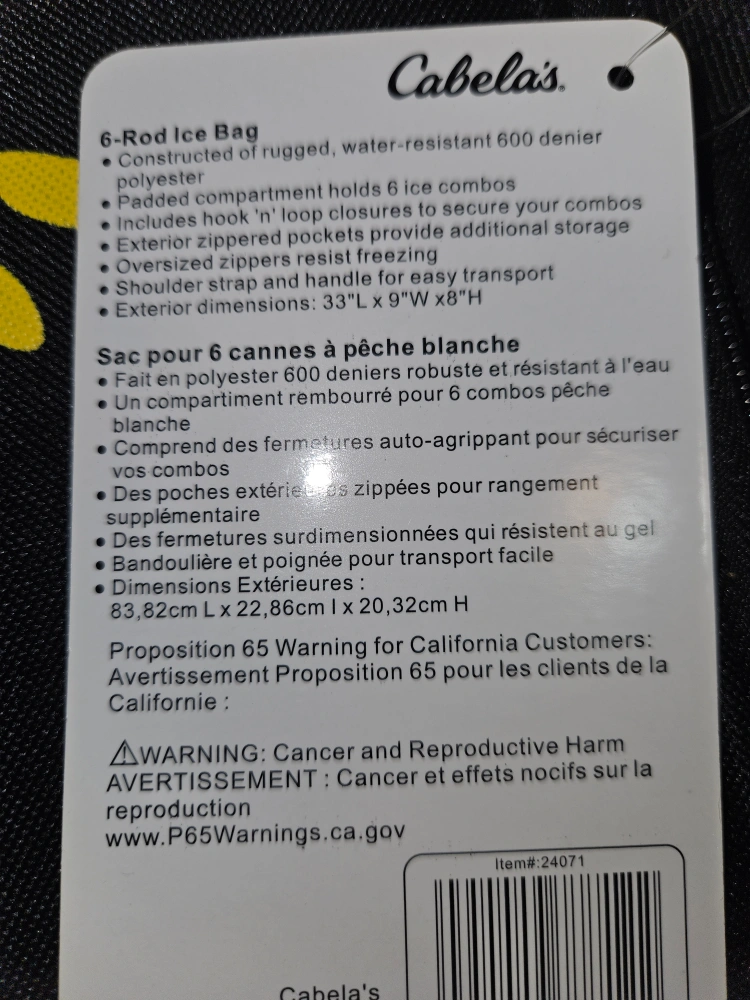 Cabela's.
6-Rod Ice Bag
• Constructed of rugged, water-resistant 600 denier
polyester
• Padded compartment holds 6 ice combos
• Includes hook 'n' loop closures to secure your combos
• Exterior zippered pockets provide additional storage
• Oversized zippers resist freezing
• Shoulder strap and handle for easy transport
• Exterior dimensions: 33"L x 9"W x8"H
Sac pour 6 cannes à pêche blanche
• Fait en polyester 600 deniers robuste et résistant à l'eau
• Un compartiment rembourré pour 6 combos pêche
blanche
• Comprend des fermetures auto-agrippant pour sécuriser
vos combos
• Des poches extérieures zippées pour rangement
supplémentaire
• Des fermetures surdimensionnées qui résistent au gel
• Bandoulière et poignée pour transport facile
• Dimensions Extérieures :
83,82cm L x 22,86cm l x 20,32cm H
Proposition 65 Warning for California Customers:
Avertissement Proposition 65 pour les clients de la
Californie :
⚠WARNING: Cancer and Reproductive Harm
AVERTISSEMENT : Cancer et effets nocifs sur la
reproduction
www.P65Warnings.ca.gov
Item#:24071
Cabela's